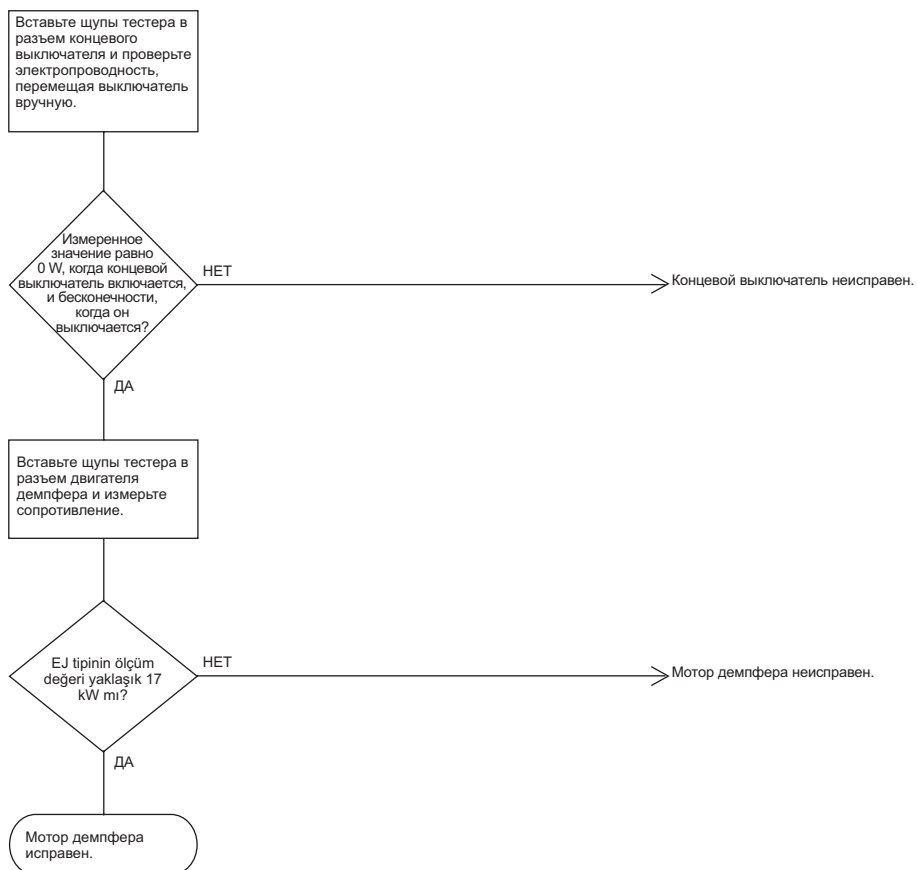 Вставьте щупы тестера в
разъем концевого
выключателя и проверьте
электропроводность,
перемещая выключатель
вручную.
Измеренное
значение равно
0 W, когда концевой
выключатель включается,
и бесконечности,
когда он
выключается?
НЕТ
Концевой выключатель неисправен.
ДА
Вставьте щупы тестера в
разъем двигателя
демпфера и измерьте
сопротивление.
EJ tipinin ölçüm
değeri yaklaşık 17
kW mı?
НЕТ
Мотор демпфера неисправен.
ДА
Мотор демпфера
исправен.